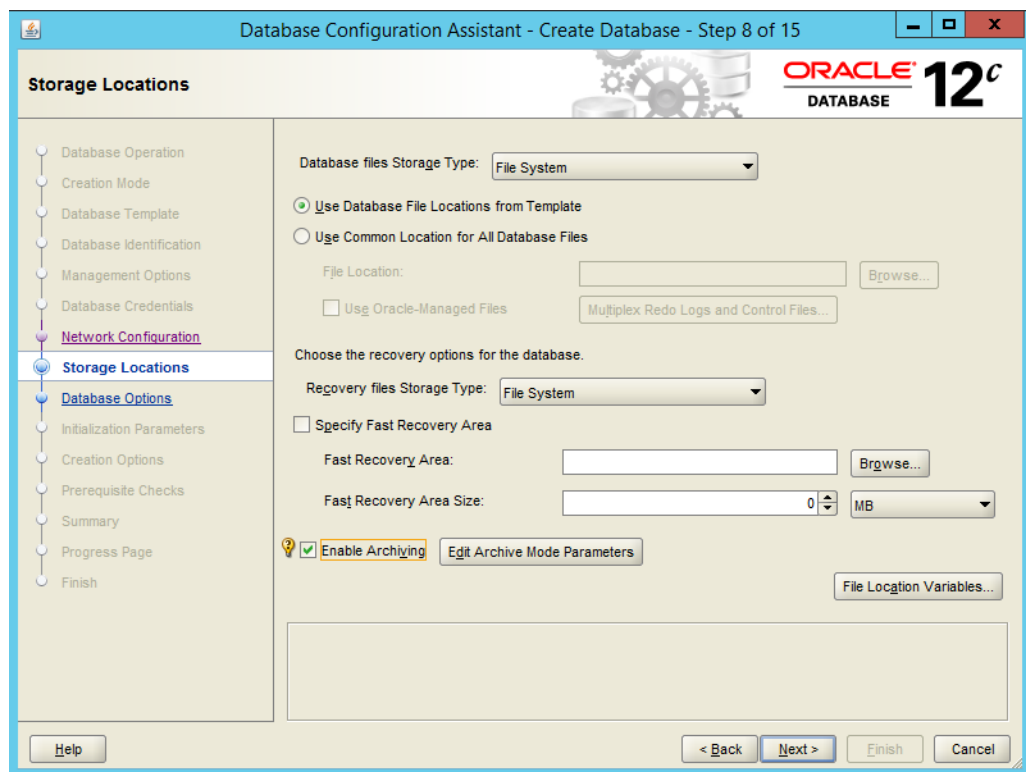 Database Configuration Assistant - Create Database - Step 8 of 15
Storage Locations
ORACLE
DATABASE
12c
Database Operation
Creation Mode
Database Template
Database Identification
Management Options
Database Credentials
Network Configuration
Storage Locations
Database Options
Initialization Parameters
Creation Options
Prerequisite Checks
Summary
Progress Page
Finish
Database files Storage Type: File System
Use Database File Locations from Template
Use Common Location for All Database Files
File Location: Browse...
Use Oracle-Managed Files Multiplex Redo Logs and Control Files...
Choose the recovery options for the database.
Recovery files Storage Type: File System
Specify Fast Recovery Area
Fast Recovery Area: Browse...
Fast Recovery Area Size: 0 MB
Enable Archiving Edit Archive Mode Parameters
File Location Variables...
Help < Back Next > Finish Cancel